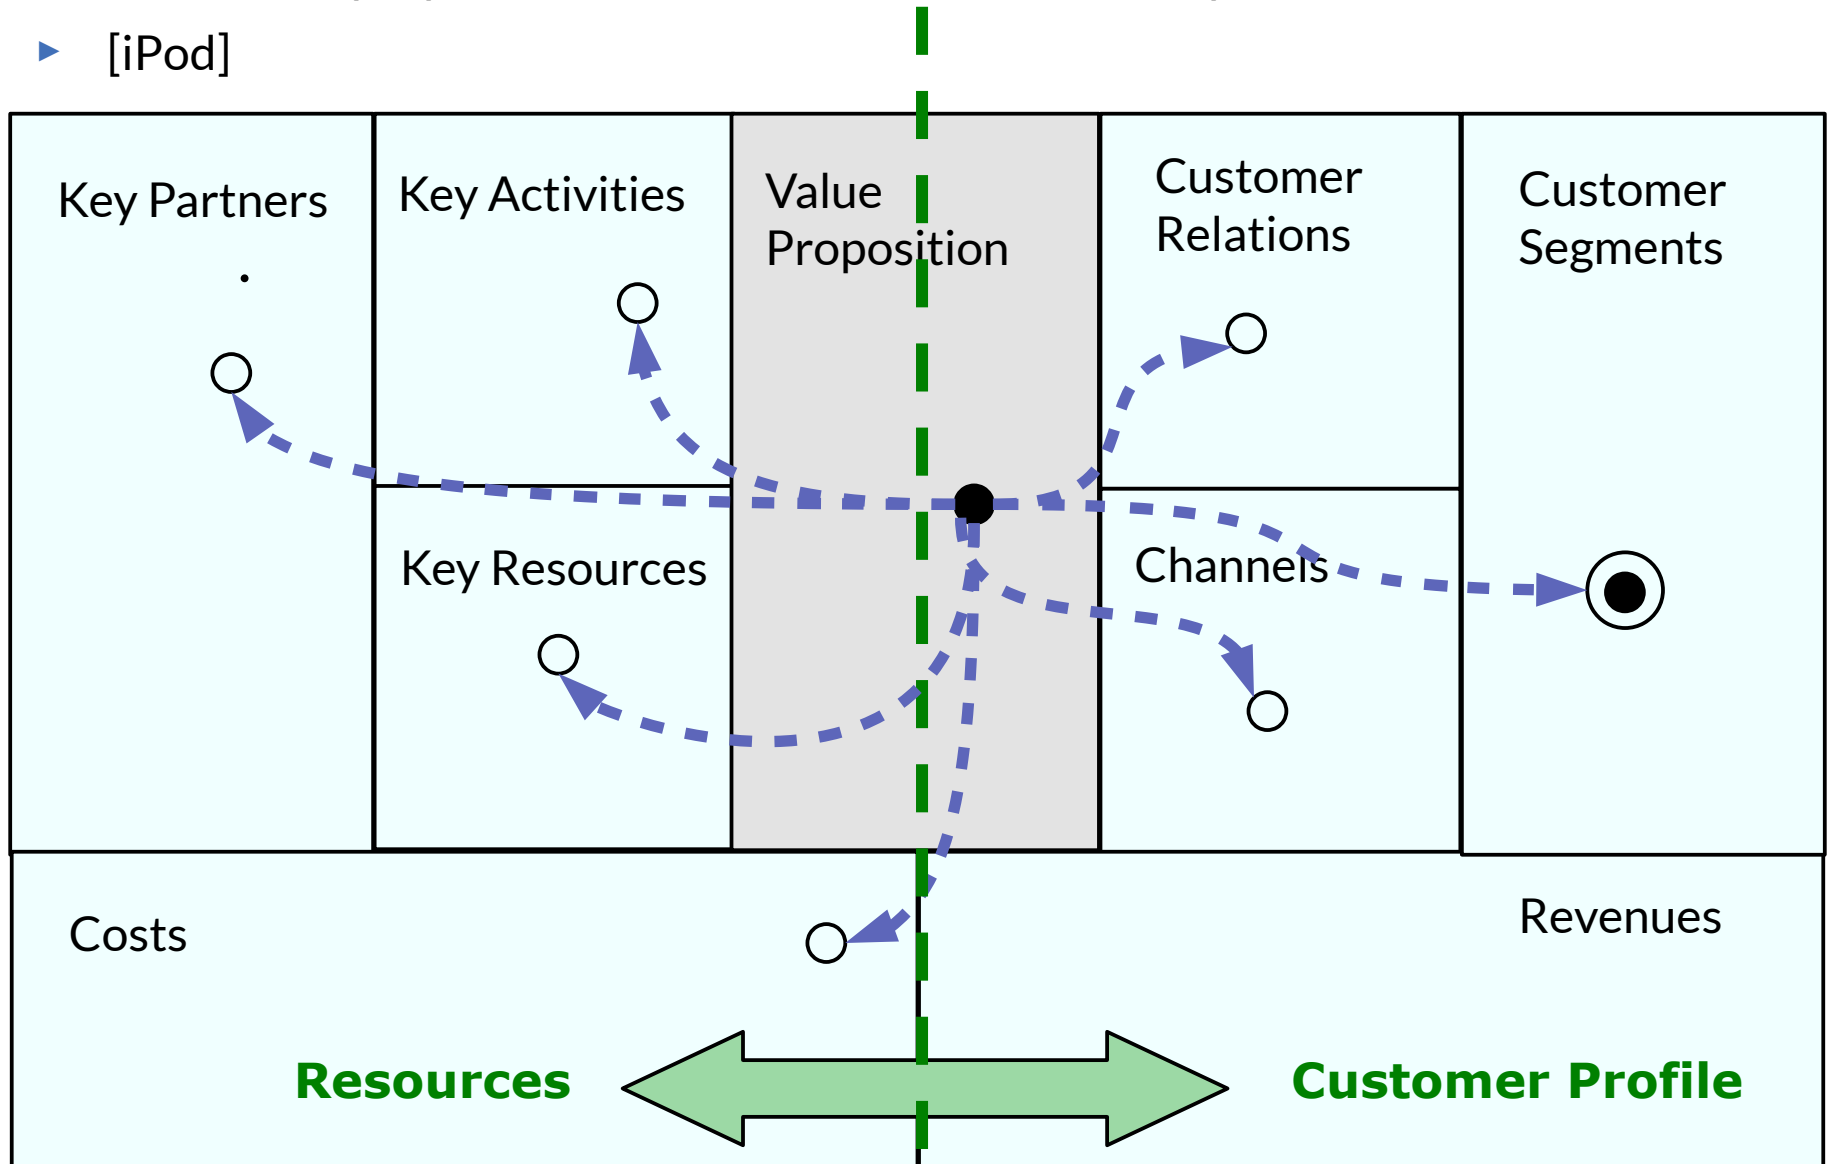 [iPod]
Key Partners
Key Activities
Value
Proposition
Customer
Relations
Customer
Segments
Key Resources
Channels
Costs
Revenues
Resources
Customer Profile